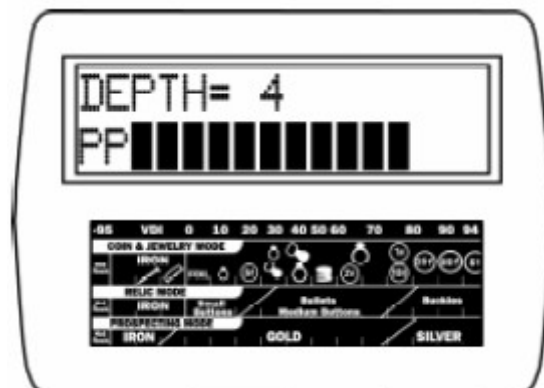 DEPTH= 4
PP
-95 VDI 0 10 20 30 40 50 60 70 80 90 94
COIN & JEWELRY MODE
IRON
RELIC MODE
IRON Small Buttons Bullets Medium Buttons Buckles
PROSPECTING MODE
IRON GOLD SILVER